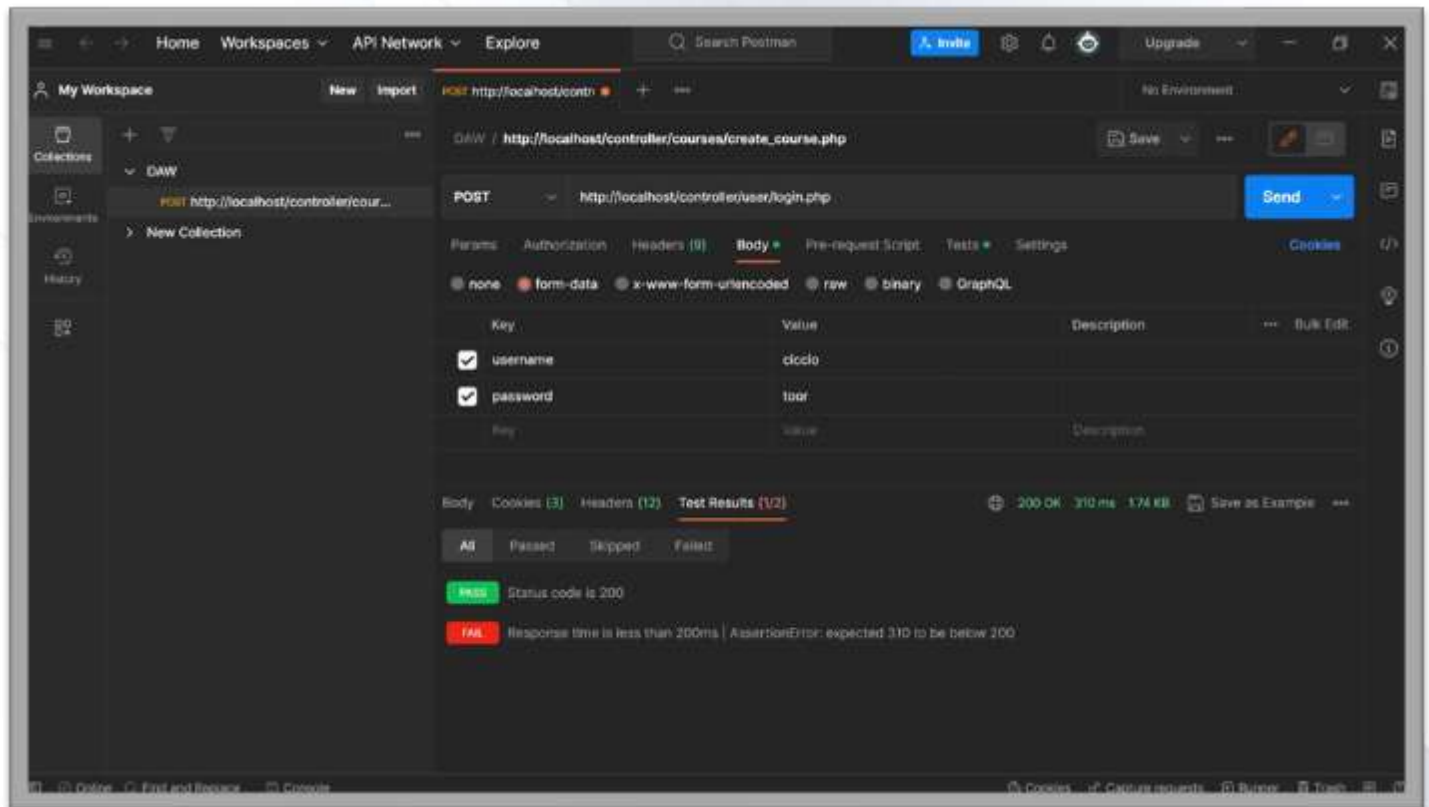 Home Workspaces API Network Explore Search Postman Invite Upgrade
My Workspace New Import POST http://localhost/contr No Environment
DAW / http://localhost/controller/courses/create_course.php Save
Collections
DAW
POST http://localhost/controller/cour...
POST http://localhost/controller/user/login.php Send
Environments
New Collection
Params Authorization Headers (9) Body Pre-request Script Tests Settings Cookies
History
none form-data x-www-form-urlencoded raw binary GraphQL
Key Value Description Bulk Edit
username ciccio
password toor
Key Value Description
Body Cookies (3) Headers (12) Test Results (1/2) 200 OK 310 ms 1.74 KB Save as Example
All Passed Skipped Failed
PASS Status code is 200
FAIL Response time is less than 200ms | AssertionError: expected 310 to be below 200
Online Find and Replace Console Cookies Capture requests Runner Trash